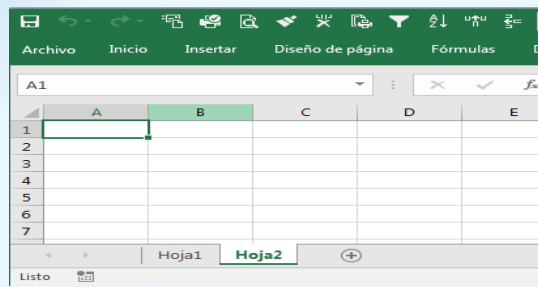 Archivo Inicio Insertar Diseño de página Fórmulas
A1 fx
A B C D E
1
2
3
4
5
6
7
Hoja1 Hoja2
Listo